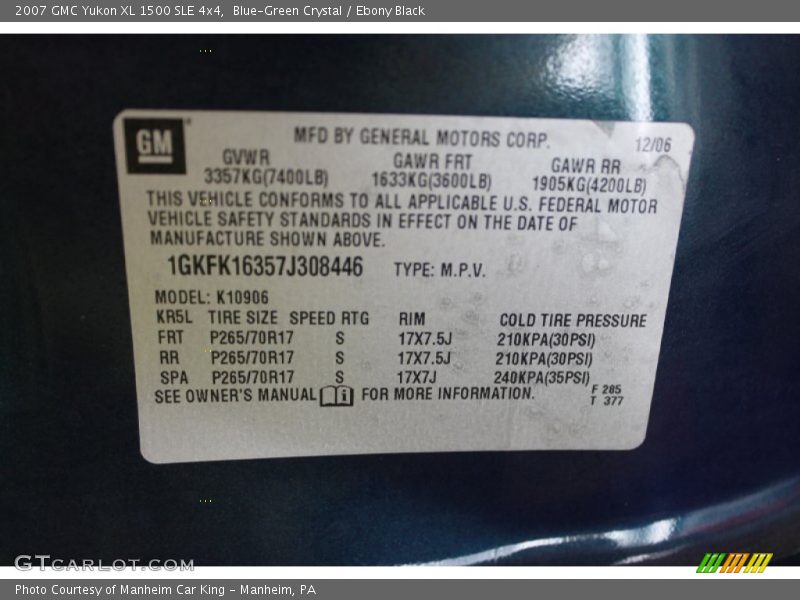 2007 GMC Yukon XL 1500 SLE 4x4, Blue-Green Crystal / Ebony Black
GM
MFD BY GENERAL MOTORS CORP. 12/06
GVWR GAWR FRT GAWR RR
3357KG(7400LB) 1633KG(3600LB) 1905KG(4200LB)
THIS VEHICLE CONFORMS TO ALL APPLICABLE U.S. FEDERAL MOTOR
VEHICLE SAFETY STANDARDS IN EFFECT ON THE DATE OF
MANUFACTURE SHOWN ABOVE.
1GKFK16357J308446 TYPE: M.P.V.
MODEL: K10906
KR5L TIRE SIZE SPEED RTG RIM COLD TIRE PRESSURE
FRT P265/70R17 S 17X7.5J 210KPA(30PSI)
RR P265/70R17 S 17X7.5J 210KPA(30PSI)
SPA P265/70R17 S 17X7J 240KPA(35PSI)
SEE OWNER'S MANUAL i FOR MORE INFORMATION.
F 285
T 377
GTCARLOT.COM
Photo Courtesy of Manheim Car King - Manheim, PA